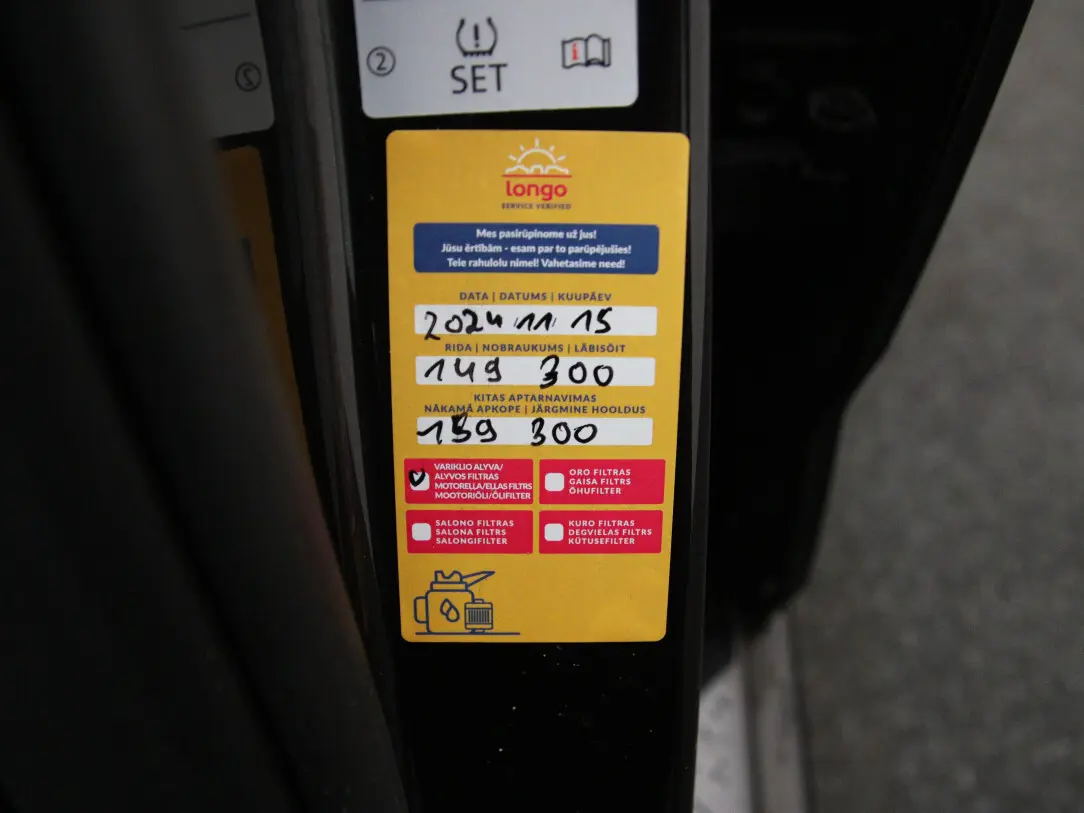 ② SET i
longo
SERVICE VERIFIED
Mes pasirūpinome už jus!
Jūsu ērtībām - esam par to parūpējušies!
Teie rahulolu nimel! Vahetasime need!
DATA | DATUMS | KUUPÄEV
2024 11 15
RIDA | NOBRAUKUMS | LÄBISÕIT
149 300
KITAS APTARNAVIMAS
NĀKAMĀ APKOPE | JÄRGMINE HOOLDUS
159 300
VARIKLIO ALYVA/
ALYVOS FILTRAS
MOTOREĻĻA/EĻĻAS FILTRS
MOOTORIÕLI/ÕLIFILTER
ORO FILTRAS
GAISA FILTRS
ÕHUFILTER
SALONO FILTRAS
SALONA FILTRS
SALONGIFILTER
KURO FILTRAS
DEGVIELAS FILTRS
KÜTUSEFILTER